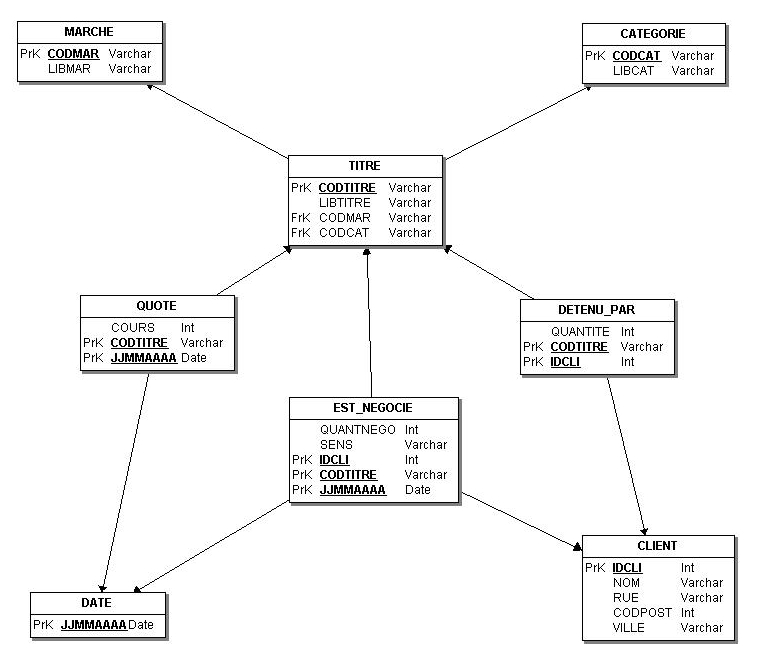 MARCHE
PrK CODMAR Varchar
LIBMAR Varchar
CATEGORIE
PrK CODCAT Varchar
LIBCAT Varchar
TITRE
PrK CODTITRE Varchar
LIBTITRE Varchar
FrK CODMAR Varchar
FrK CODCAT Varchar
QUOTE
COURS Int
PrK CODTITRE Varchar
PrK JJMMAAAA Date
DETENU_PAR
QUANTITE Int
PrK CODTITRE Varchar
PrK IDCLI Int
EST_NEGOCIE
QUANTNEGO Int
SENS Varchar
PrK IDCLI Int
PrK CODTITRE Varchar
PrK JJMMAAAA Date
CLIENT
PrK IDCLI Int
NOM Varchar
RUE Varchar
CODPOST Int
VILLE Varchar
DATE
PrK JJMMAAAA Date